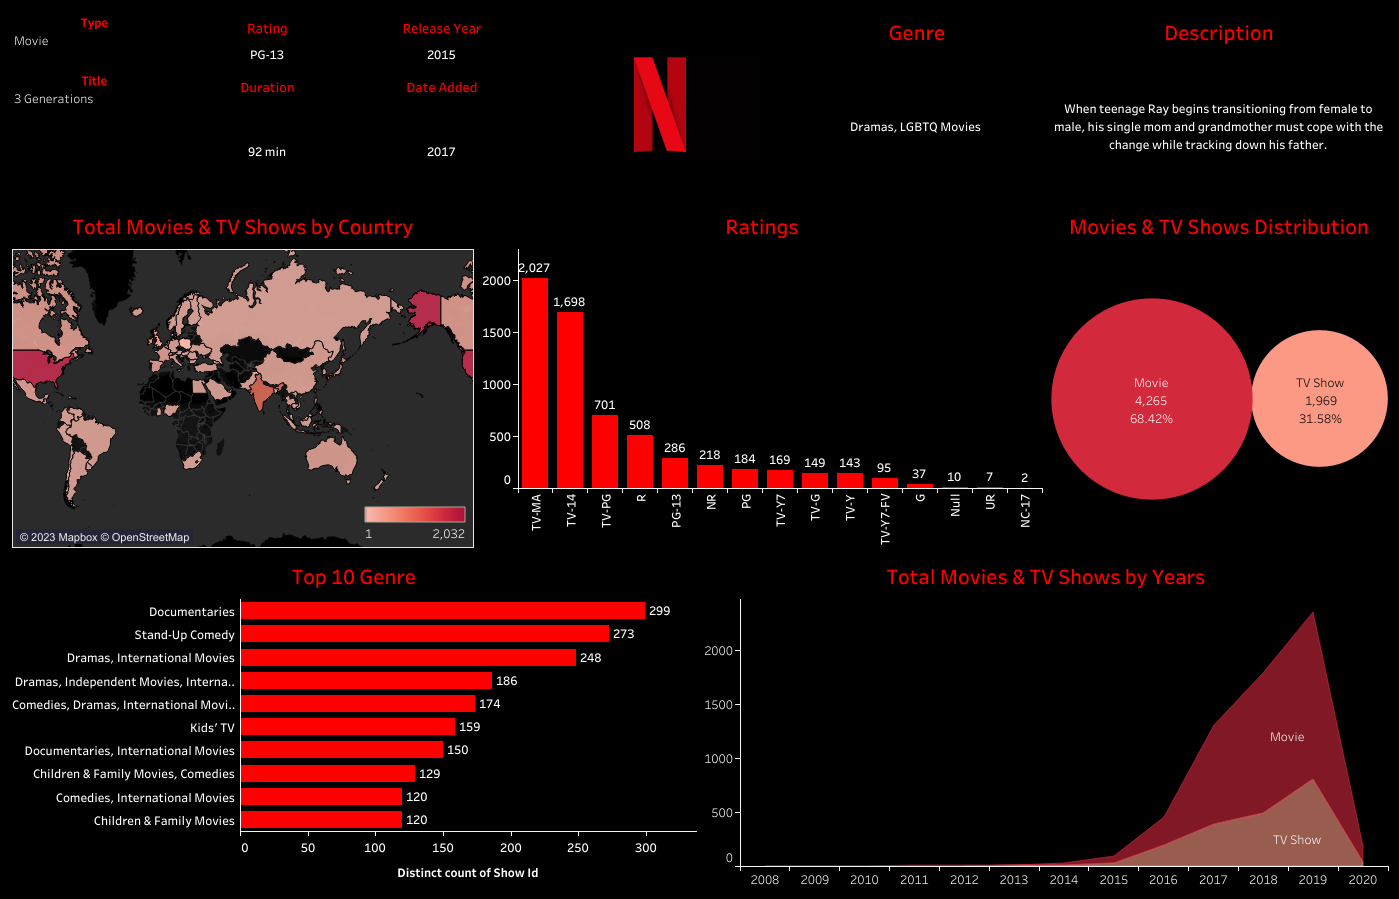 Type
Movie
Title
3 Generations
Rating
PG-13
Release Year
2015
Duration
92 min
Date Added
2017
Genre
Dramas, LGBTQ Movies
Description
When teenage Ray begins transitioning from female to
male, his single mom and grandmother must cope with the
change while tracking down his father.
Total Movies & TV Shows by Country
1
2,032
© 2023 Mapbox © OpenStreetMap
Ratings
2000
1500
1000
500
0
2,027
1,698
701
508
286
218
184
169
149
143
95
37
10
7
2
TV-MA
TV-14
TV-PG
R
PG-13
NR
PG
TV-Y7
TV-G
TV-Y
TV-Y7-FV
G
Null
UR
NC-17
Movies & TV Shows Distribution
Movie
4,265
68.42%
TV Show
1,969
31.58%
Top 10 Genre
Documentaries 299
Stand-Up Comedy 273
Dramas, International Movies 248
Dramas, Independent Movies, Interna.. 186
Comedies, Dramas, International Movi.. 174
Kids' TV 159
Documentaries, International Movies 150
Children & Family Movies, Comedies 129
Comedies, International Movies 120
Children & Family Movies 120
0 50 100 150 200 250 300
Distinct count of Show Id
Total Movies & TV Shows by Years
2000
1500
1000
500
0
Movie
TV Show
2008 2009 2010 2011 2012 2013 2014 2015 2016 2017 2018 2019 2020